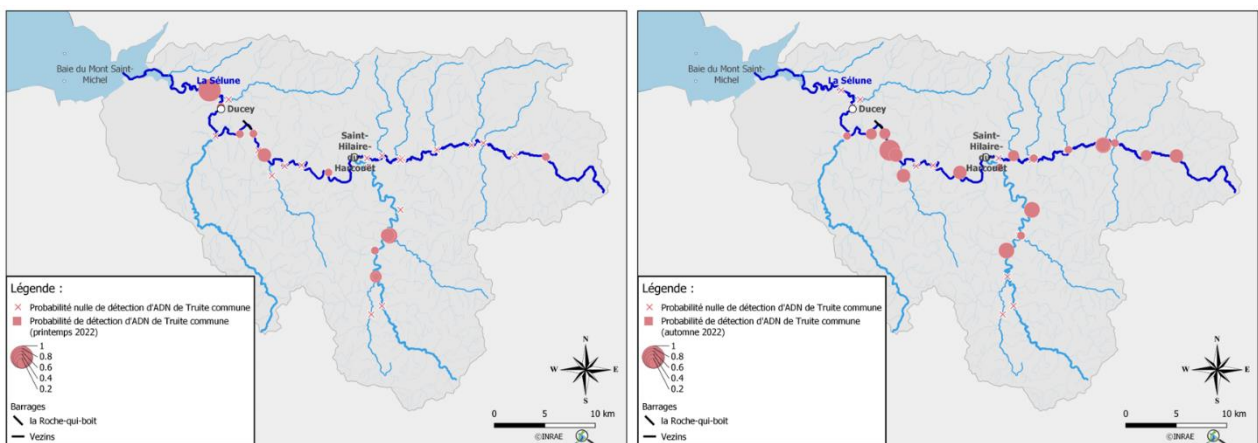 Baie du Mont Saint-
Michel
La Sélune
Ducey
Saint-
Hilaire-
du
Harcouët
Légende :
Probabilité nulle de détection d'ADN de Truite commune
Probabilité de détection d'ADN de Truite commune
(printemps 2022)
1
0.8
0.6
0.4
0.2
Barrages
la Roche-qui-boit
Vezins
N
W
E
S
0
5
10 km
©INRAE
Baie du Mont Saint-
Michel
La Sélune
Ducey
Saint-
Hilaire-
du
Harcouët
Légende :
Probabilité nulle de détection d'ADN de Truite commune
Probabilité de détection d'ADN de Truite commune
(automne 2022)
1
0.8
0.6
0.4
0.2
Barrages
la Roche-qui-boit
Vezins
N
W
E
S
0
5
10 km
©INRAE